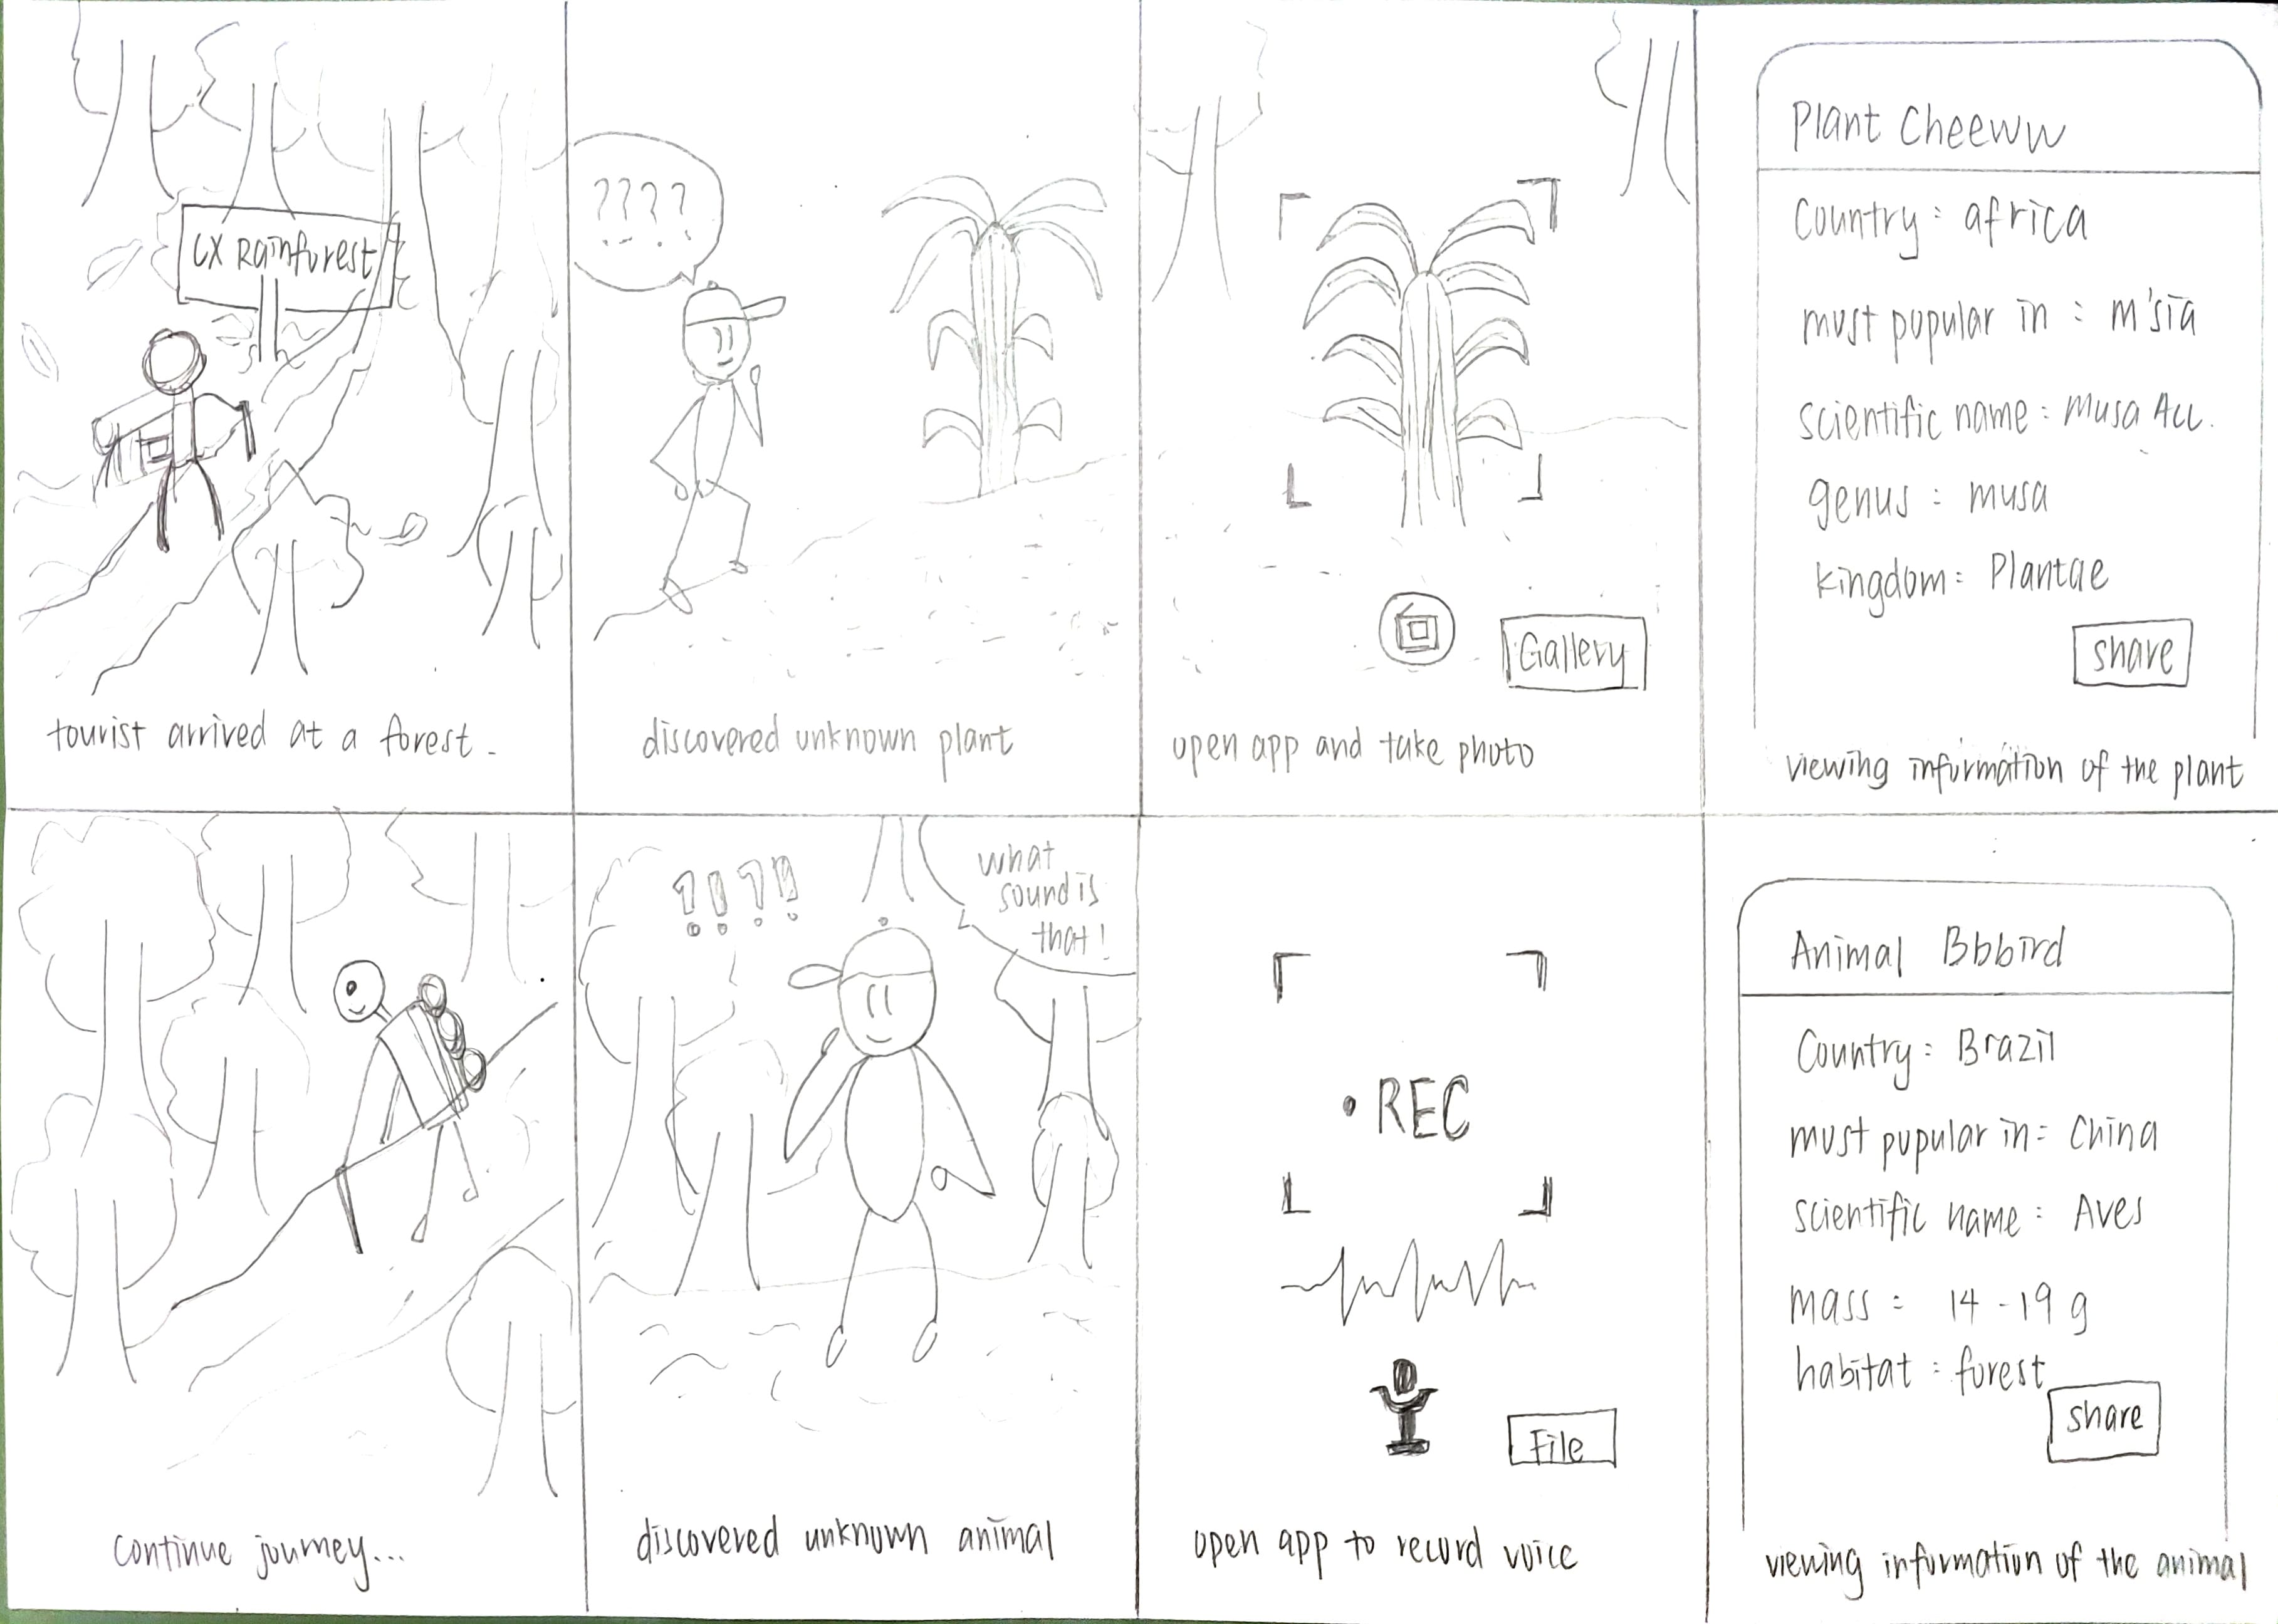 CX Rainforest
tourist arrived at a forest.
????
discovered unknown plant
Gallery
open app and take photo
Plant Cheeww
Country : africa
must popular in : m'sia
scientific name : Musa
genus : musa
kingdom : Plantae
share
viewing information of the plant
continue journey...
?!?!
what
sound is
that!
discovered unknown animal
• REC
File
open app to record voice
Animal Bbbird
Country : Brazil
must popular in : China
scientific name : Aves
mass : 14 - 19 g
habitat : forest
share
viewing information of the animal